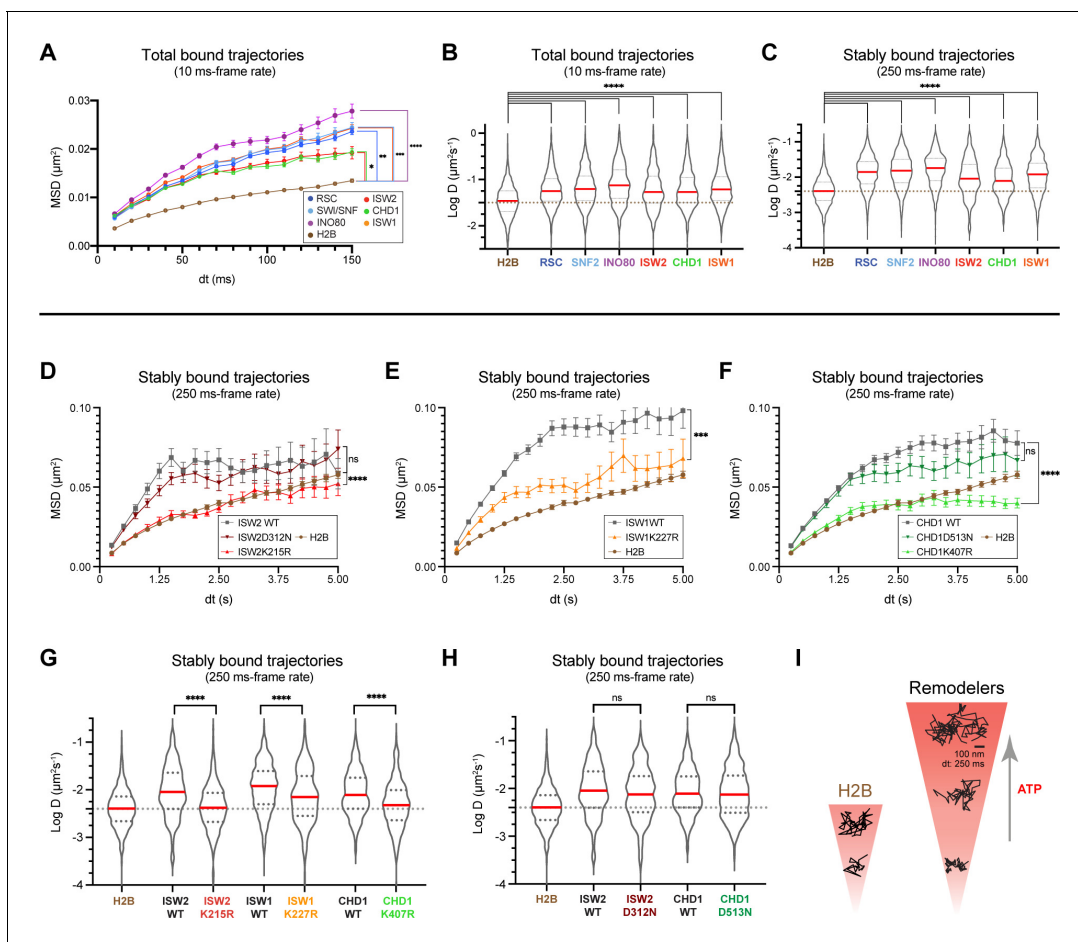 A
Total bound trajectories
(10 ms-frame rate)
MSD (μm²)
0.03
0.02
0.01
0.00
0
50
100
150
dt (ms)
RSC
SWI/SNF
INO80
H2B
ISW2
CHD1
ISW1
*
**
***
****
B
Total bound trajectories
(10 ms-frame rate)
****
Log D (μm²s⁻¹)
0
-1
-2
H2B
RSC
SNF2
INO80
ISW2
CHD1
ISW1
C
Stably bound trajectories
(250 ms-frame rate)
****
Log D (μm²s⁻¹)
-1
-2
-3
-4
H2B
RSC
SNF2
INO80
ISW2
CHD1
ISW1
D
Stably bound trajectories
(250 ms-frame rate)
MSD (μm²)
0.10
0.05
0.00
0
1.25
2.50
3.75
5.00
dt (s)
ISW2 WT
ISW2D312N
ISW2K215R
H2B
ns
****
E
Stably bound trajectories
(250 ms-frame rate)
MSD (μm²)
0.10
0.05
0.00
0
1.25
2.50
3.75
5.00
dt (s)
ISW1WT
ISW1K227R
H2B
***
F
Stably bound trajectories
(250 ms-frame rate)
MSD (μm²)
0.10
0.05
0.00
0
1.25
2.50
3.75
5.00
dt (s)
CHD1 WT
CHD1D513N
CHD1K407R
H2B
ns
****
G
Stably bound trajectories
(250 ms-frame rate)
****
****
****
Log D (μm²s⁻¹)
-1
-2
-3
-4
H2B
ISW2
WT
ISW2
K215R
ISW1
WT
ISW1
K227R
CHD1
WT
CHD1
K407R
H
Stably bound trajectories
(250 ms-frame rate)
ns
ns
Log D (μm²s⁻¹)
-1
-2
-3
-4
H2B
ISW2
WT
ISW2
D312N
CHD1
WT
CHD1
D513N
I
Remodelers
100 nm
dt: 250 ms
H2B
ATP